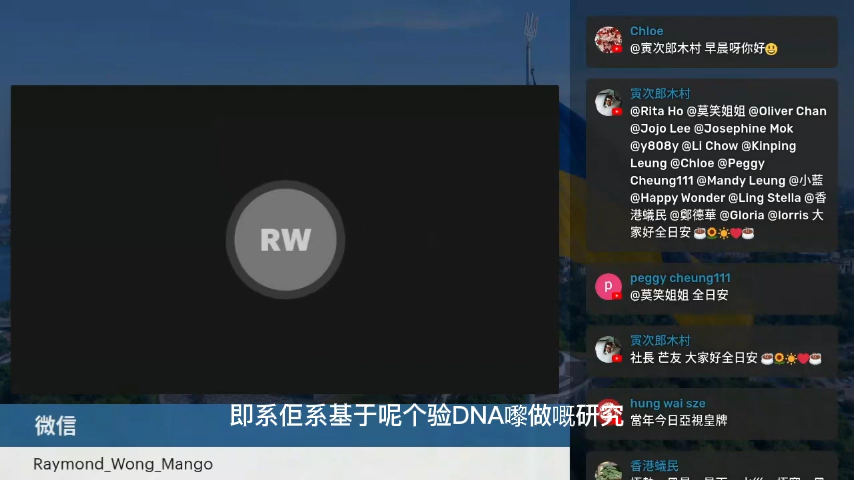 RW
即系佢系基于呢个验DNA嚟做嘅研究
微信
Raymond_Wong_Mango
Chloe
@寅次郎木村 早晨呀你好😃
寅次郎木村
@Rita Ho @莫笑姐姐 @Oliver Chan
@Jojo Lee @Josephine Mok
@y808y @Li Chow @Kinping
Leung @Chloe @Peggy
Cheung111 @Mandy Leung @小藍
@Happy Wonder @Ling Stella @香
港蟻民 @鄭德華 @Gloria @lorris 大
家好全日安 ☕🌻☀❤☕
p
peggy cheung111
@莫笑姐姐 全日安
寅次郎木村
社長 芒友 大家好全日安 ☕🌻☀❤☕
hung wai sze
當年今日亞視皇牌
香港蟻民